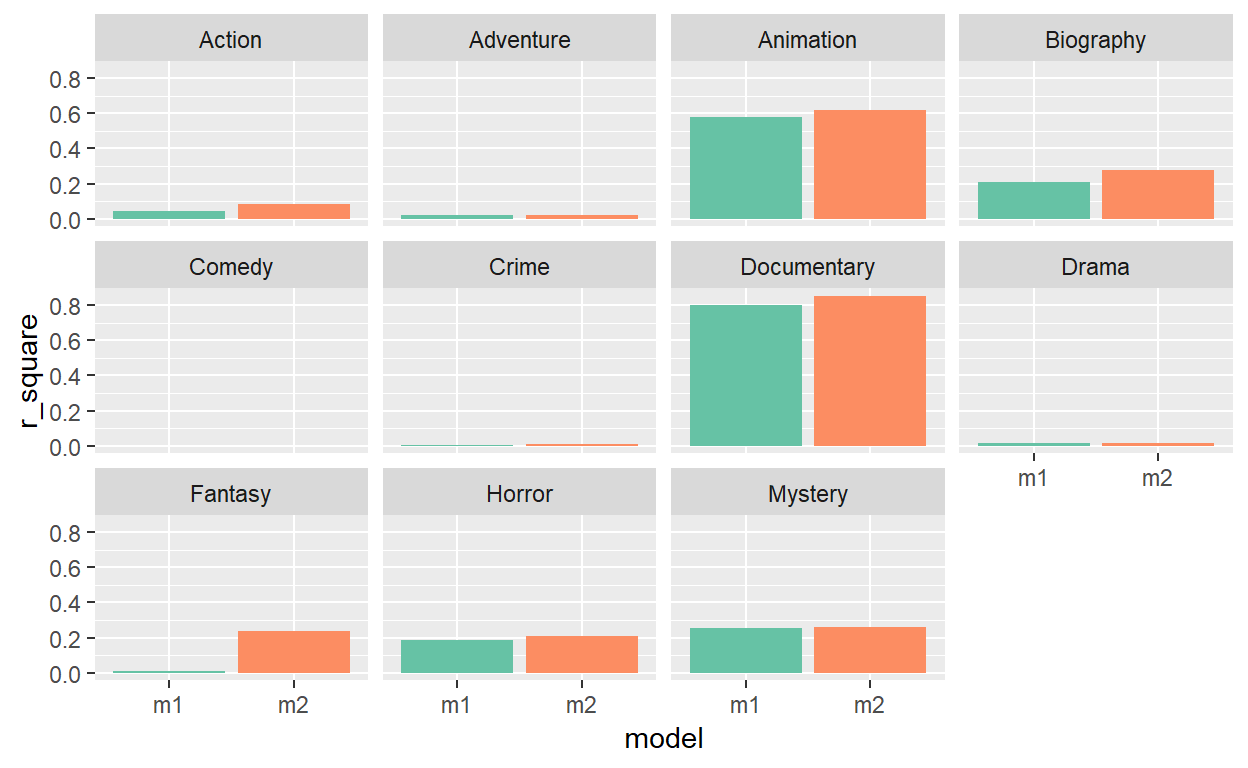 Action Adventure Animation Biography
0.8
0.6
0.4
0.2
0.0
Comedy Crime Documentary Drama
0.8
0.6
0.4
0.2
0.0
m1 m2
Fantasy Horror Mystery
0.8
0.6
0.4
0.2
0.0
m1 m2 m1 m2 m1 m2
r_square
model